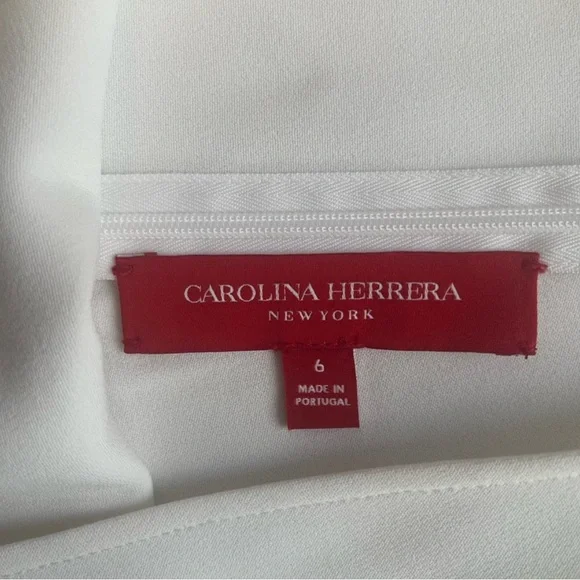 CAROLINA HERRERA
NEW YORK
6
MADE IN
PORTUGAL